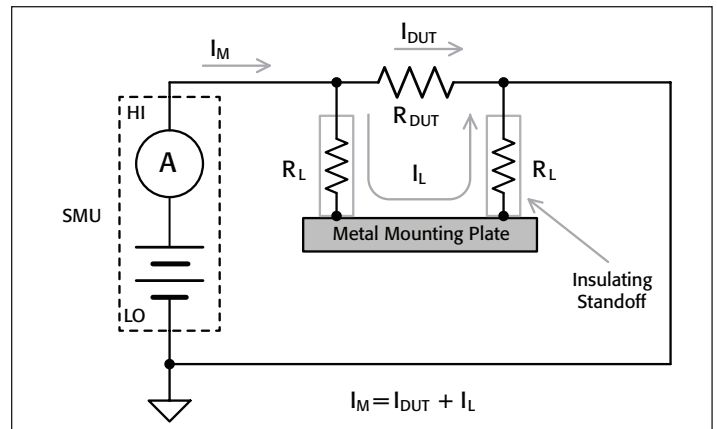 I_M
I_DUT
HI
A
R_DUT
R_L
I_L
R_L
SMU
Metal Mounting Plate
Insulating
Standoff
LO
I_M = I_DUT + I_L